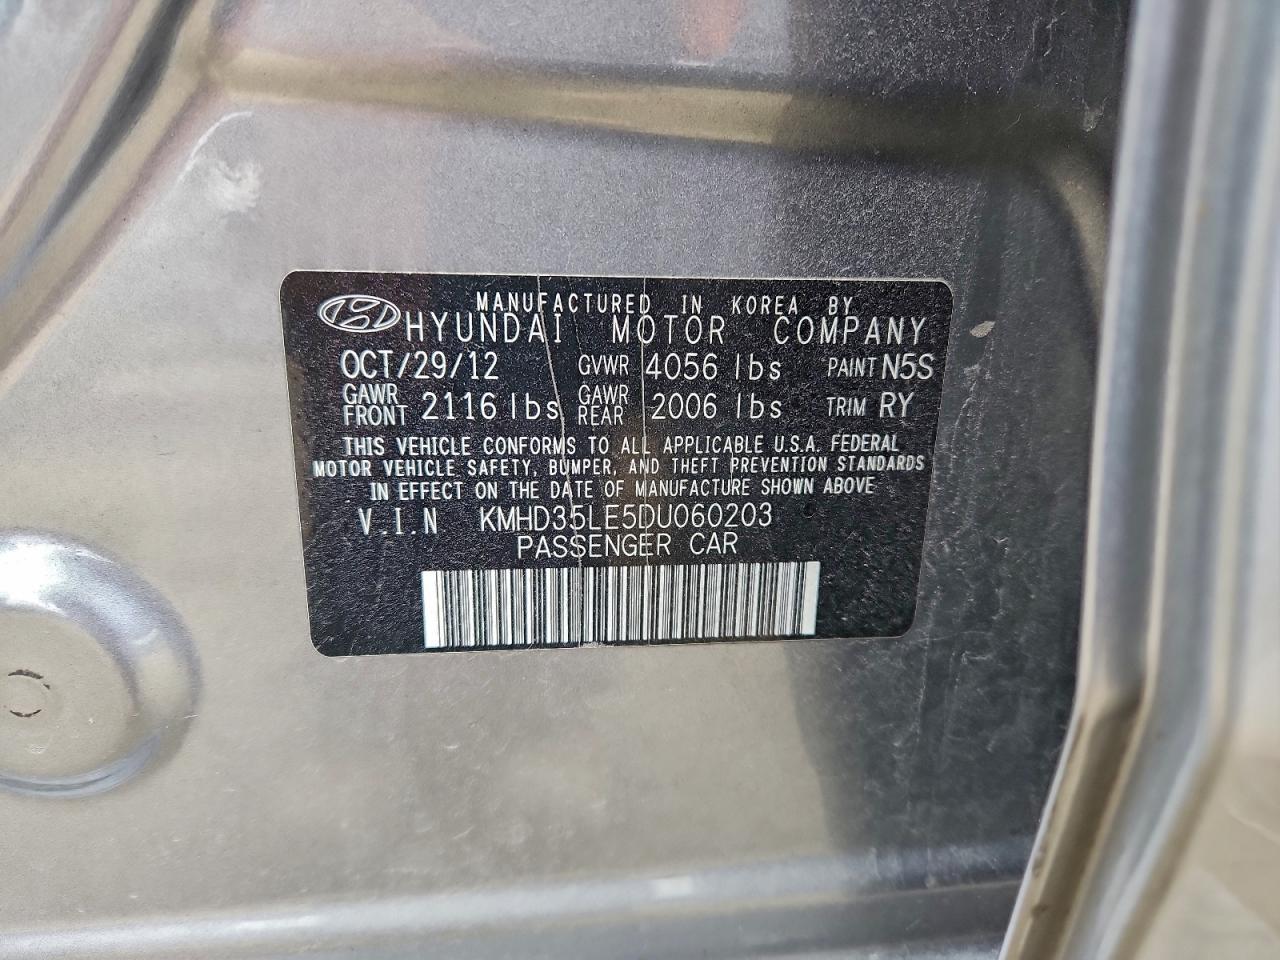 MANUFACTURED IN KOREA BY
HYUNDAI MOTOR COMPANY
OCT/29/12 GVWR 4056 lbs PAINT N5S
GAWR FRONT 2116 lbs GAWR REAR 2006 lbs TRIM RY
THIS VEHICLE CONFORMS TO ALL APPLICABLE U.S.A. FEDERAL
MOTOR VEHICLE SAFETY, BUMPER, AND THEFT PREVENTION STANDARDS
IN EFFECT ON THE DATE OF MANUFACTURE SHOWN ABOVE
V.I.N KMHD35LE5DU060203
PASSENGER CAR